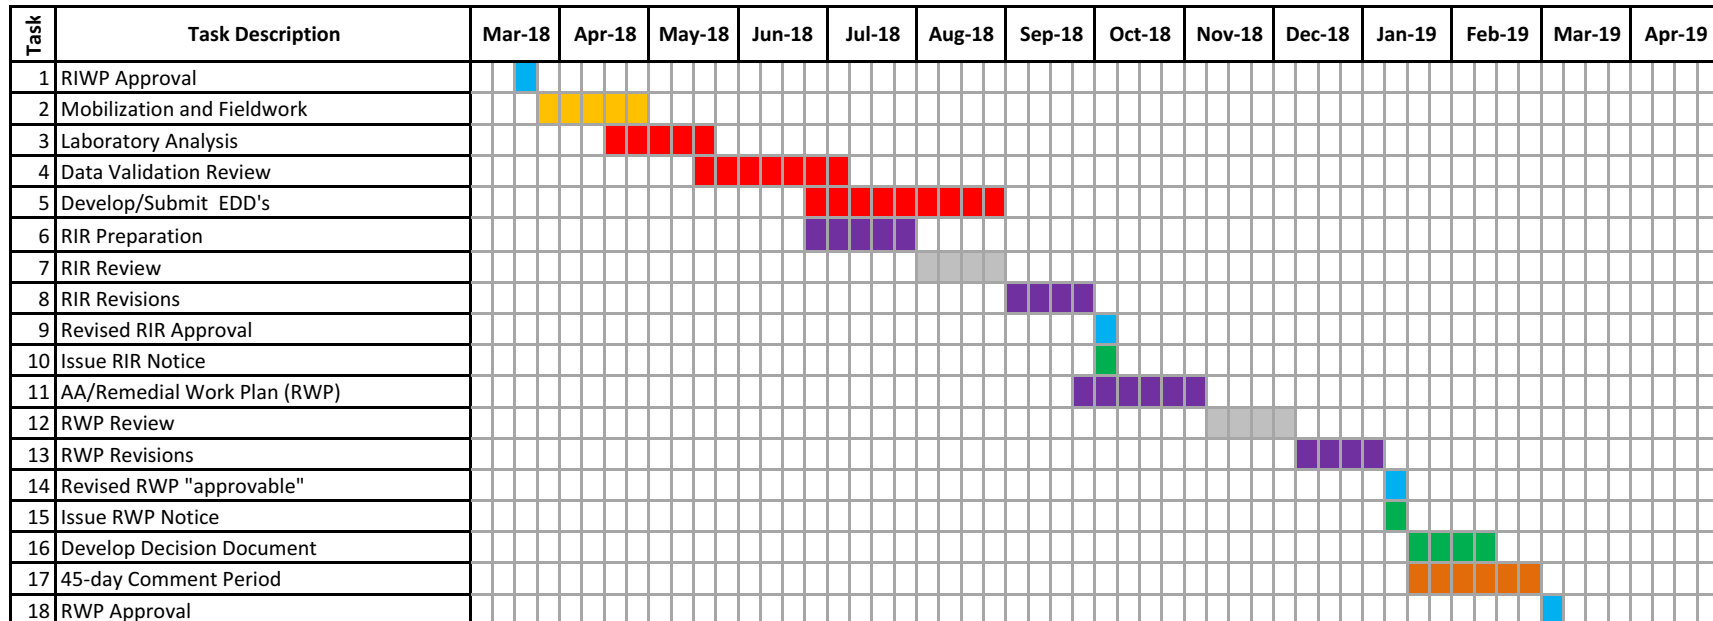 Task Task Description Mar-18 Apr-18 May-18 Jun-18 Jul-18 Aug-18 Sep-18 Oct-18 Nov-18 Dec-18 Jan-19 Feb-19 Mar-19 Apr-19
1 RIWP Approval
2 Mobilization and Fieldwork
3 Laboratory Analysis
4 Data Validation Review
5 Develop/Submit EDD's
6 RIR Preparation
7 RIR Review
8 RIR Revisions
9 Revised RIR Approval
10 Issue RIR Notice
11 AA/Remedial Work Plan (RWP)
12 RWP Review
13 RWP Revisions
14 Revised RWP "approvable"
15 Issue RWP Notice
16 Develop Decision Document
17 45-day Comment Period
18 RWP Approval